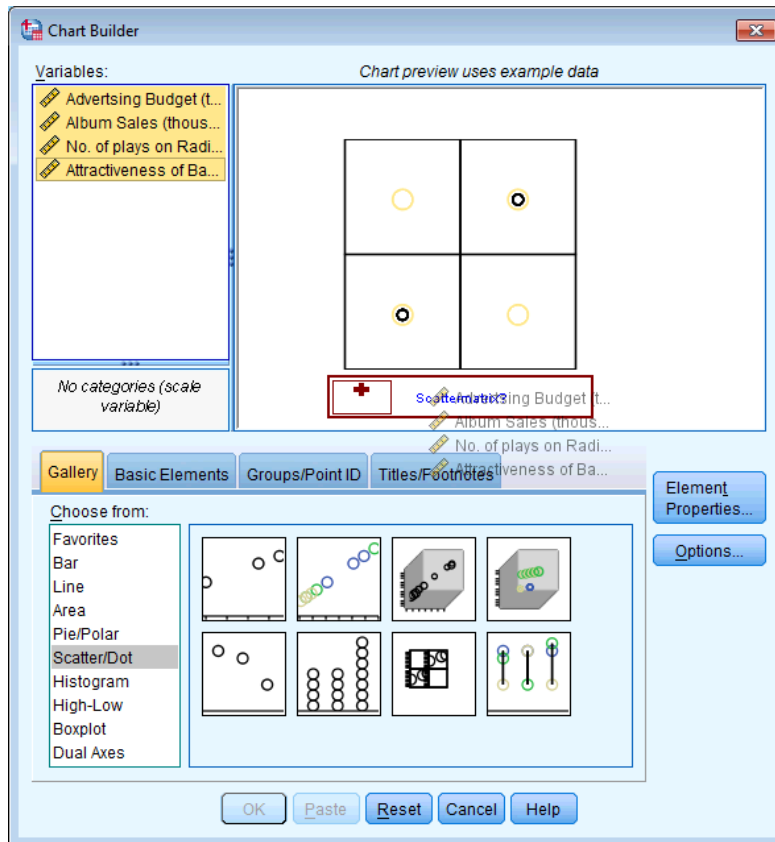 Chart Builder
Variables:
Chart preview uses example data
Advertsing Budget (t...
Album Sales (thous...
No. of plays on Radi...
Attractiveness of Ba...
No categories (scale
variable)
Scattermatrix?
Advertsing Budget (t...
Album Sales (thous...
No. of plays on Radi...
Attractiveness of Ba...
Gallery
Basic Elements
Groups/Point ID
Titles/Footnotes
Element
Properties...
Options...
Choose from:
Favorites
Bar
Line
Area
Pie/Polar
Scatter/Dot
Histogram
High-Low
Boxplot
Dual Axes
OK
Paste
Reset
Cancel
Help